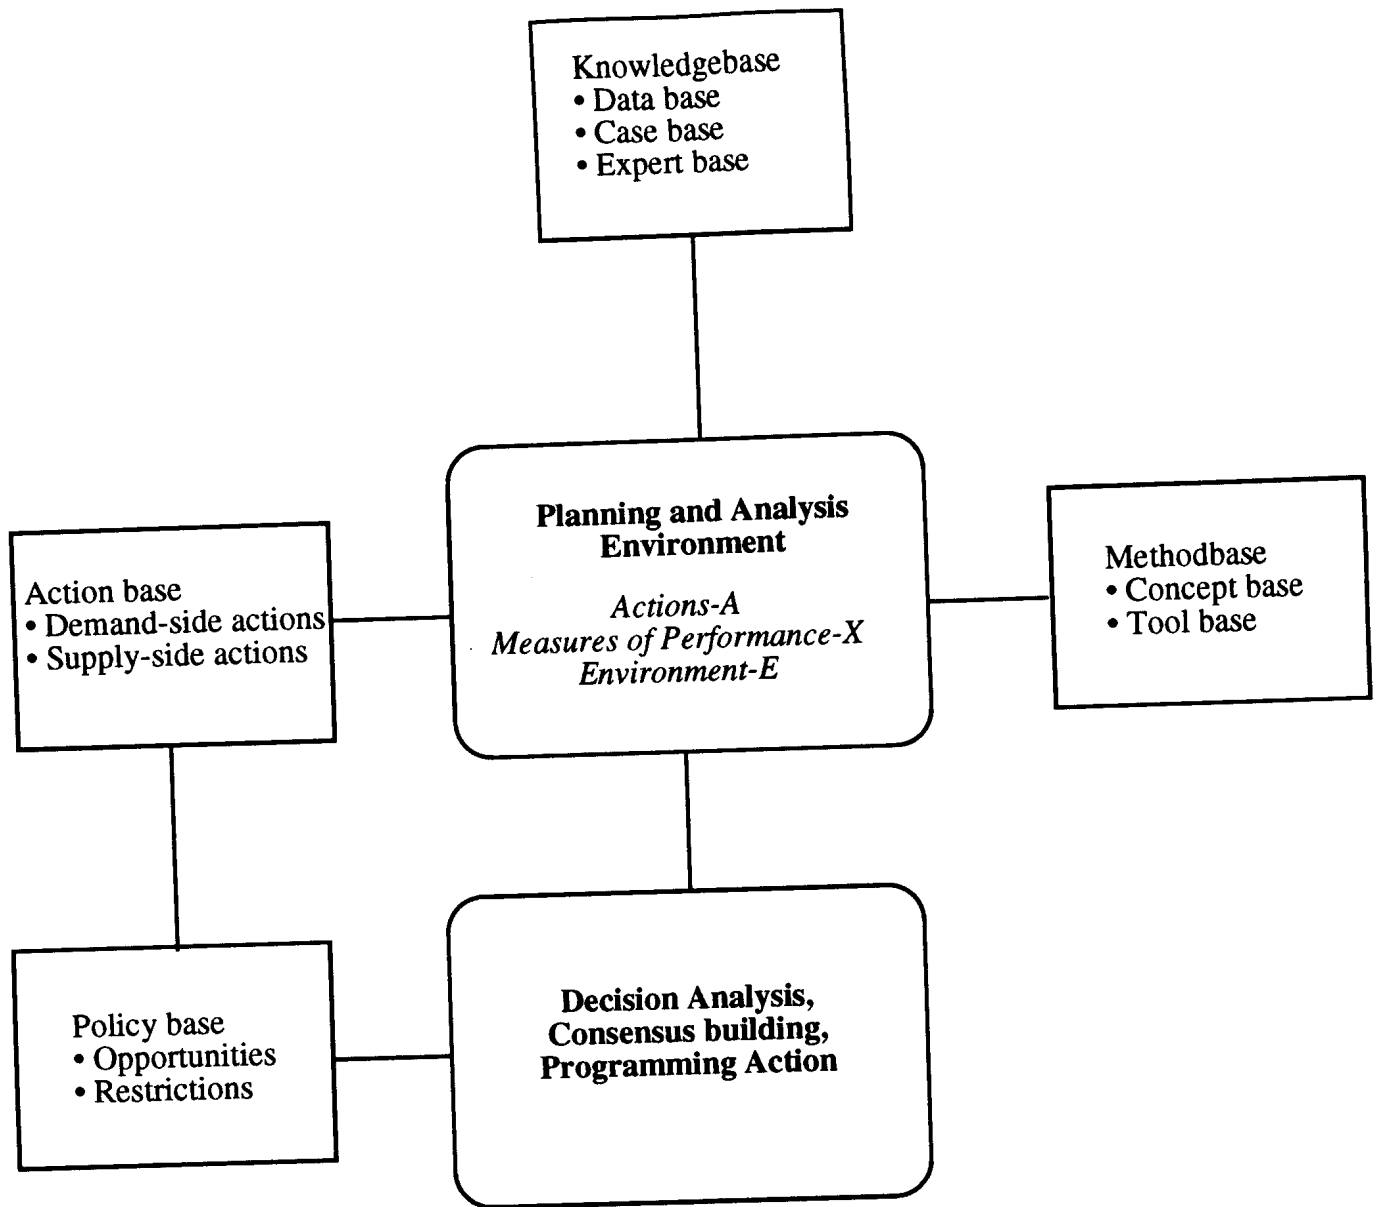 Knowledgebase
• Data base
• Case base
• Expert base
Planning and Analysis
Environment
Actions-A
Measures of Performance-X
Environment-E
Methodbase
• Concept base
• Tool base
Action base
• Demand-side actions
• Supply-side actions
Policy base
• Opportunities
• Restrictions
Decision Analysis,
Consensus building,
Programming Action